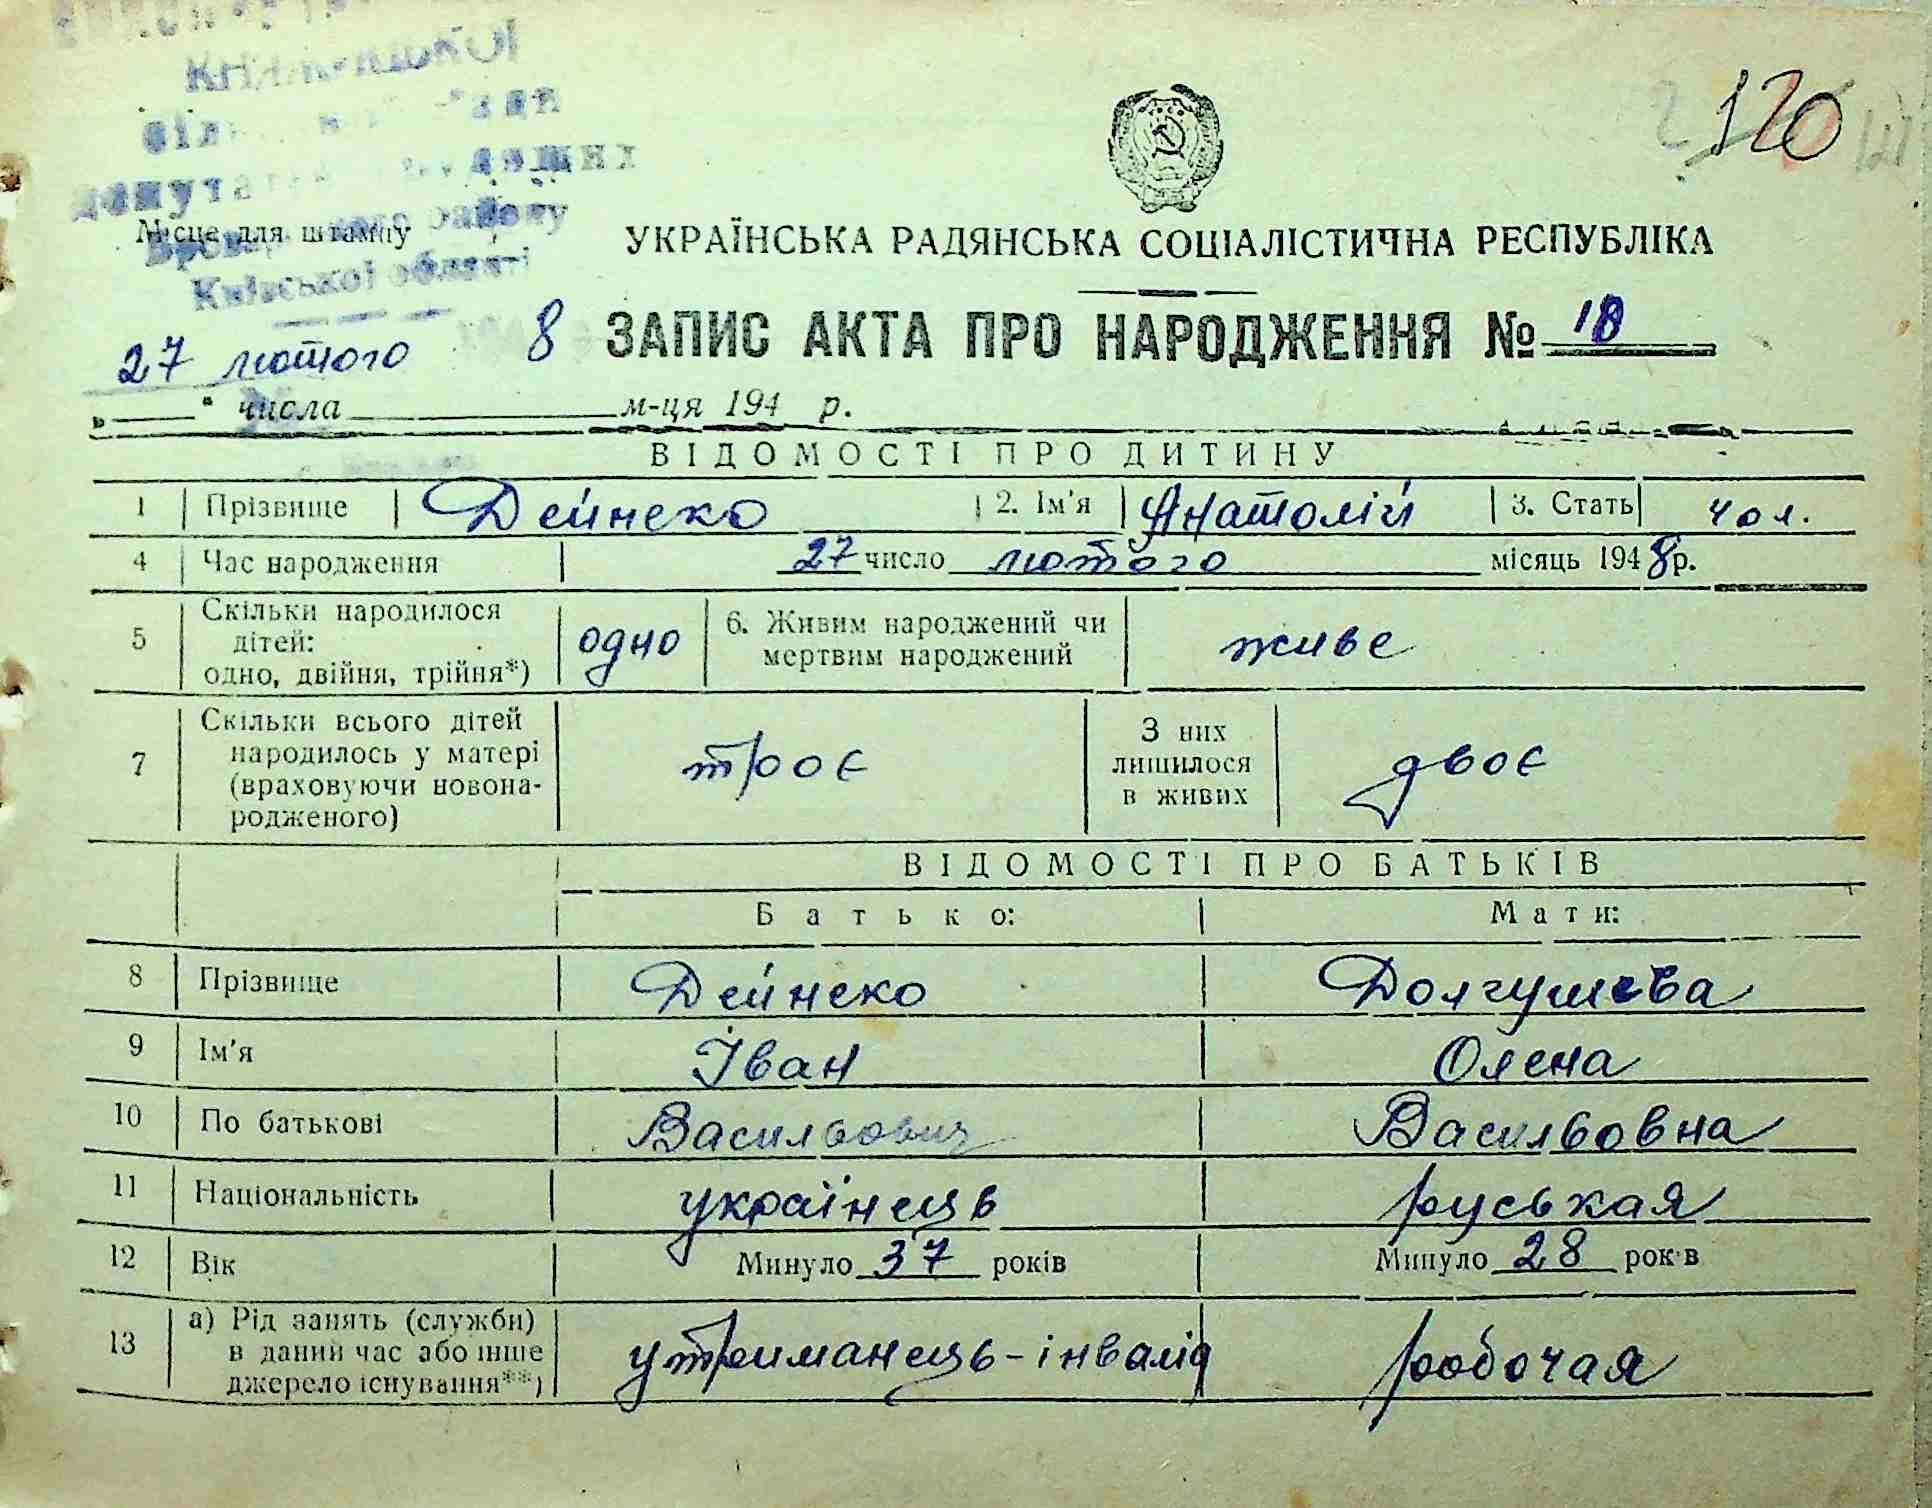 120
Місце для штампу
Київської області
УКРАЇНСЬКА РАДЯНСЬКА СОЦІАЛІСТИЧНА РЕСПУБЛІКА
ЗАПИС АКТА ПРО НАРОДЖЕННЯ № 18
27 лютого 8
„ “ числа м-ця 194 р.
ВІДОМОСТІ ПРО ДИТИНУ
1 Прізвище Дейнеко 2. Ім'я Анатолій 3. Стать чол.
4 Час народження 27 число лютого місяць 1948 р.
5 Скільки народилося
дітей:
одно, двійня, трійня*)
одно
6. Живим народжений чи
мертвим народжений
живе
7 Скільки всього дітей
народилось у матері
(враховуючи новона-
родженого)
троє
З них
лишилося
в живих
двоє
ВІДОМОСТІ ПРО БАТЬКІВ
Батько: Мати:
8 Прізвище Дейнеко Долгушева
9 Ім'я Іван Олена
10 По батькові Васильович Васильовна
11 Національність українець руськая
12 Вік Минуло 37 років Минуло 28 років
13 а) Рід занять (служби)
в даний час або інше
джерело існування**)
утриманець-інвалід робочая